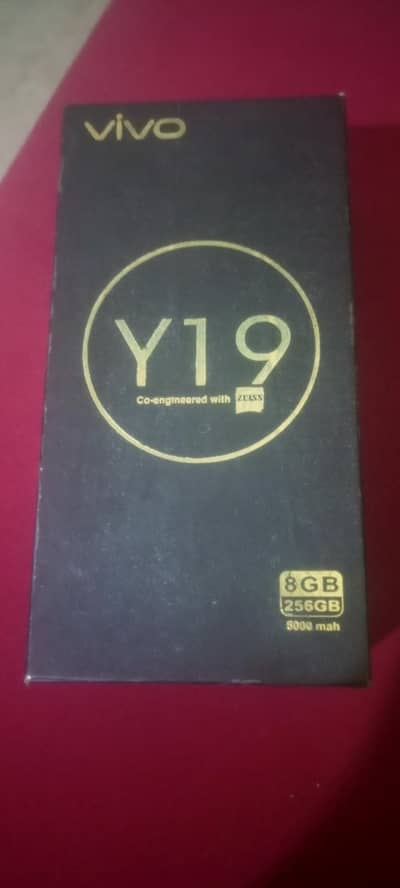 vivo
Y19
Co-engineered with ZEISS
8GB
256GB
5000 mah